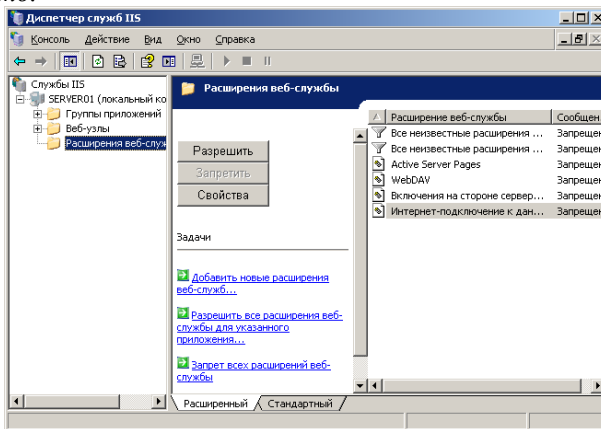 Диспетчер служб IIS
Консоль Действие Вид Окно Справка
Службы IIS
SERVER01 (локальный ко
Группы приложений
Веб-узлы
Расширения веб-служ
Расширения веб-службы
Разрешить
Запретить
Свойства
Задачи
Добавить новые расширения
веб-служб...
Разрешить все расширения веб-
службы для указанного
приложения...
Запрет всех расширений веб-
службы
Расширение веб-службы Сообщен
Все неизвестные расширения ... Запрещен
Все неизвестные расширения ... Запрещен
Active Server Pages Запрещен
WebDAV Запрещен
Включения на стороне сервер... Запрещен
Интернет-подключение к дан... Запрещен
Расширенный Стандартный